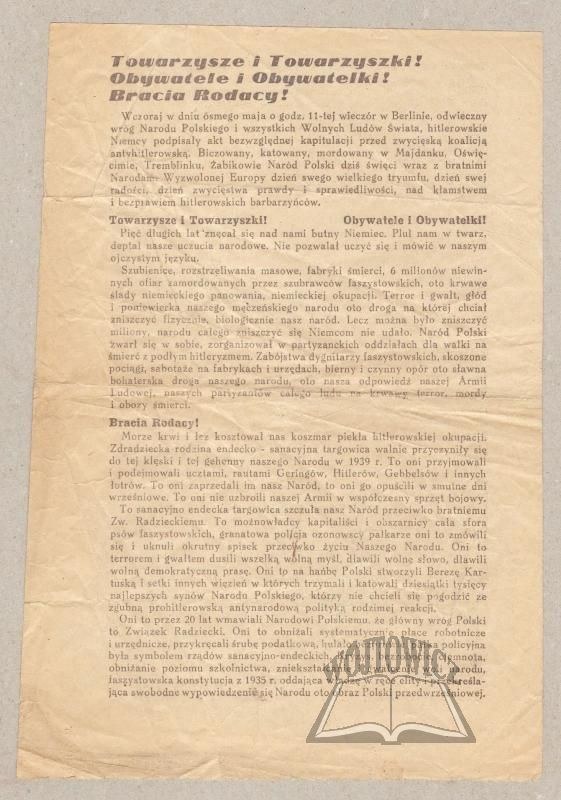 Towarzysze i Towarzyszki!
Obywatele i Obywatelki!
Bracia Rodacy!
Wczoraj w dniu ósmego maja o godz. 11-tej wieczór w Berlinie, odwieczny
wróg Narodu Polskiego i wszystkich Wolnych Ludów Świata, hitlerowskie
Niemcy podpisały akt bezwzględnej kapitulacji przed zwycięską koalicją
antyhitlerowską. Biczowany, katowany, mordowany w Majdanku, Oświę-
cimie, Tremblinku, Żabikowie Naród Polski dziś święci wraz z bratnimi
Narodami Wyzwolonej Europy dzień swego wielkiego tryumfu, dzień swej
radości, dzień zwycięstwa prawdy i sprawiedliwości, nad kłamstwem
i bezprawiem hitlerowskich barbarzyńców.
Towarzysze i Towarzyszki! Obywatele i Obywatelki!
Pięć długich lat znęcał się nad nami butny Niemiec. Pluł nam w twarz,
deptał nasze uczucia narodowe. Nie pozwalał uczyć się i mówić w naszym
ojczystym języku.
Szubienice, rozstrzeliwania masowe, fabryki śmierci, 6 milionów niewin-
nych ofiar zamordowanych przez szubrawców faszystowskich, oto krwawe
ślady niemieckiego panowania, niemieckiej okupacji. Terror i gwałt, głód
i poniewierka naszego męczeńskiego narodu oto droga na której chciał
zniszczyć fizycznie, biologicznie nasz naród. Lecz można było zniszczyć
miliony, narodu całego zniszczyć się Niemcom nie udało. Naród Polski
zwarł się w sobie, zorganizował w partyzanckich oddziałach dla walki na
śmierć z podłym hitleryzmem. Zabójstwa dygnitarzy faszystowskich, skoszone
pociągi, sabotaże na fabrykach i urzędach, bierny i czynny opór oto sławna
bohaterska droga naszego narodu, oto nasza odpowiedź naszej Armii
Ludowej, naszych partyzantów całego ludu na krwawy terror, mordy
i obozy śmierci.
Bracia Rodacy!
Morze krwi i łez kosztował nas koszmar piekła hitlerowskiej okupacji.
Zdradziecka rodzina endecko - sanacyjna targowica walnie przyczyniły się
do tej klęski i tej gehenny naszego Narodu w 1939 r. To oni przyjmowali
i podejmowali ucztami, rautami Geringów, Hitlerów, Gebbelsów i innych
łotrów. To oni zaprzedali im nasz Naród, to oni go opuścili w smutne dni
wrześniowe. To oni nie uzbroili naszej Armii w współczesny sprzęt bojowy.
To sanacyjno endecka targowica szczuła nasz Naród przeciwko bratniemu
Zw. Radzieckiemu. To możnowładcy kapitaliści i obszarnicy cała sfora
psów faszystowskich, granatowa policja ozonowscy pałkarze oni to zmówili
się i uknuli okrutny spisek przeciwko życiu Naszego Narodu. Oni to
terrorem i gwałtem dusili wszelką wolną myśl, dławili wolne słowo, dławili
wolną demokratyczną prasę. Oni to na hańbę Polski stworzyli Berezę Kar-
tuską i setki innych więzień w których trzymali i katowali dziesiątki tysięcy
najlepszych synów Narodu Polskiego, którzy nie chcieli się pogodzić ze
zgubną prohitlerowską antynarodową polityką rodzimej reakcji.
Oni to przez 20 lat wmawiali Narodowi Polskiemu, że główny wróg Polski
to Związek Radziecki. Oni to obniżali systematycznie płace robotnicze
i urzędnicze, przykręcali śrubę podatkową, policyjna
była symbolem rządów sanacyjno-endeckich, ciemnota,
obniżanie poziomu szkolnictwa, narodu,
faszystowska konstytucja z 1935 r. oddająca władzę w ręce elity i przekreśla-
jąca swobodne wypowiedzenie się Narodu oto obraz Polski przedwrześniowej.
WÓJTOWICZ